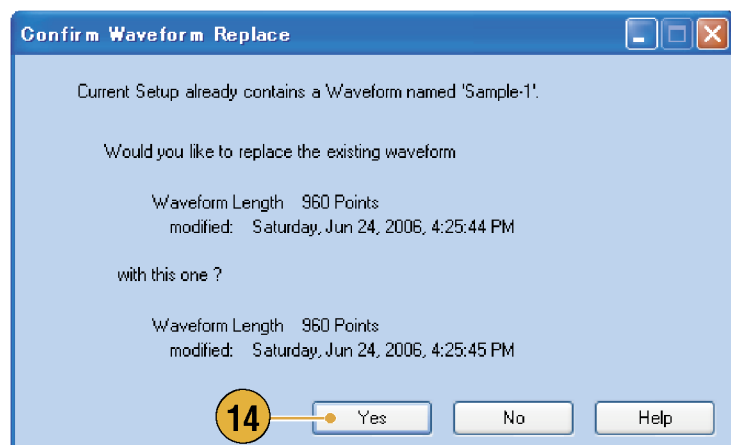 Confirm Waveform Replace
Current Setup already contains a Waveform named 'Sample-1'.
Would you like to replace the existing waveform
Waveform Length 960 Points
modified: Saturday, Jun 24, 2006, 4:25:44 PM
with this one ?
Waveform Length 960 Points
modified: Saturday, Jun 24, 2006, 4:25:45 PM
14 Yes No Help